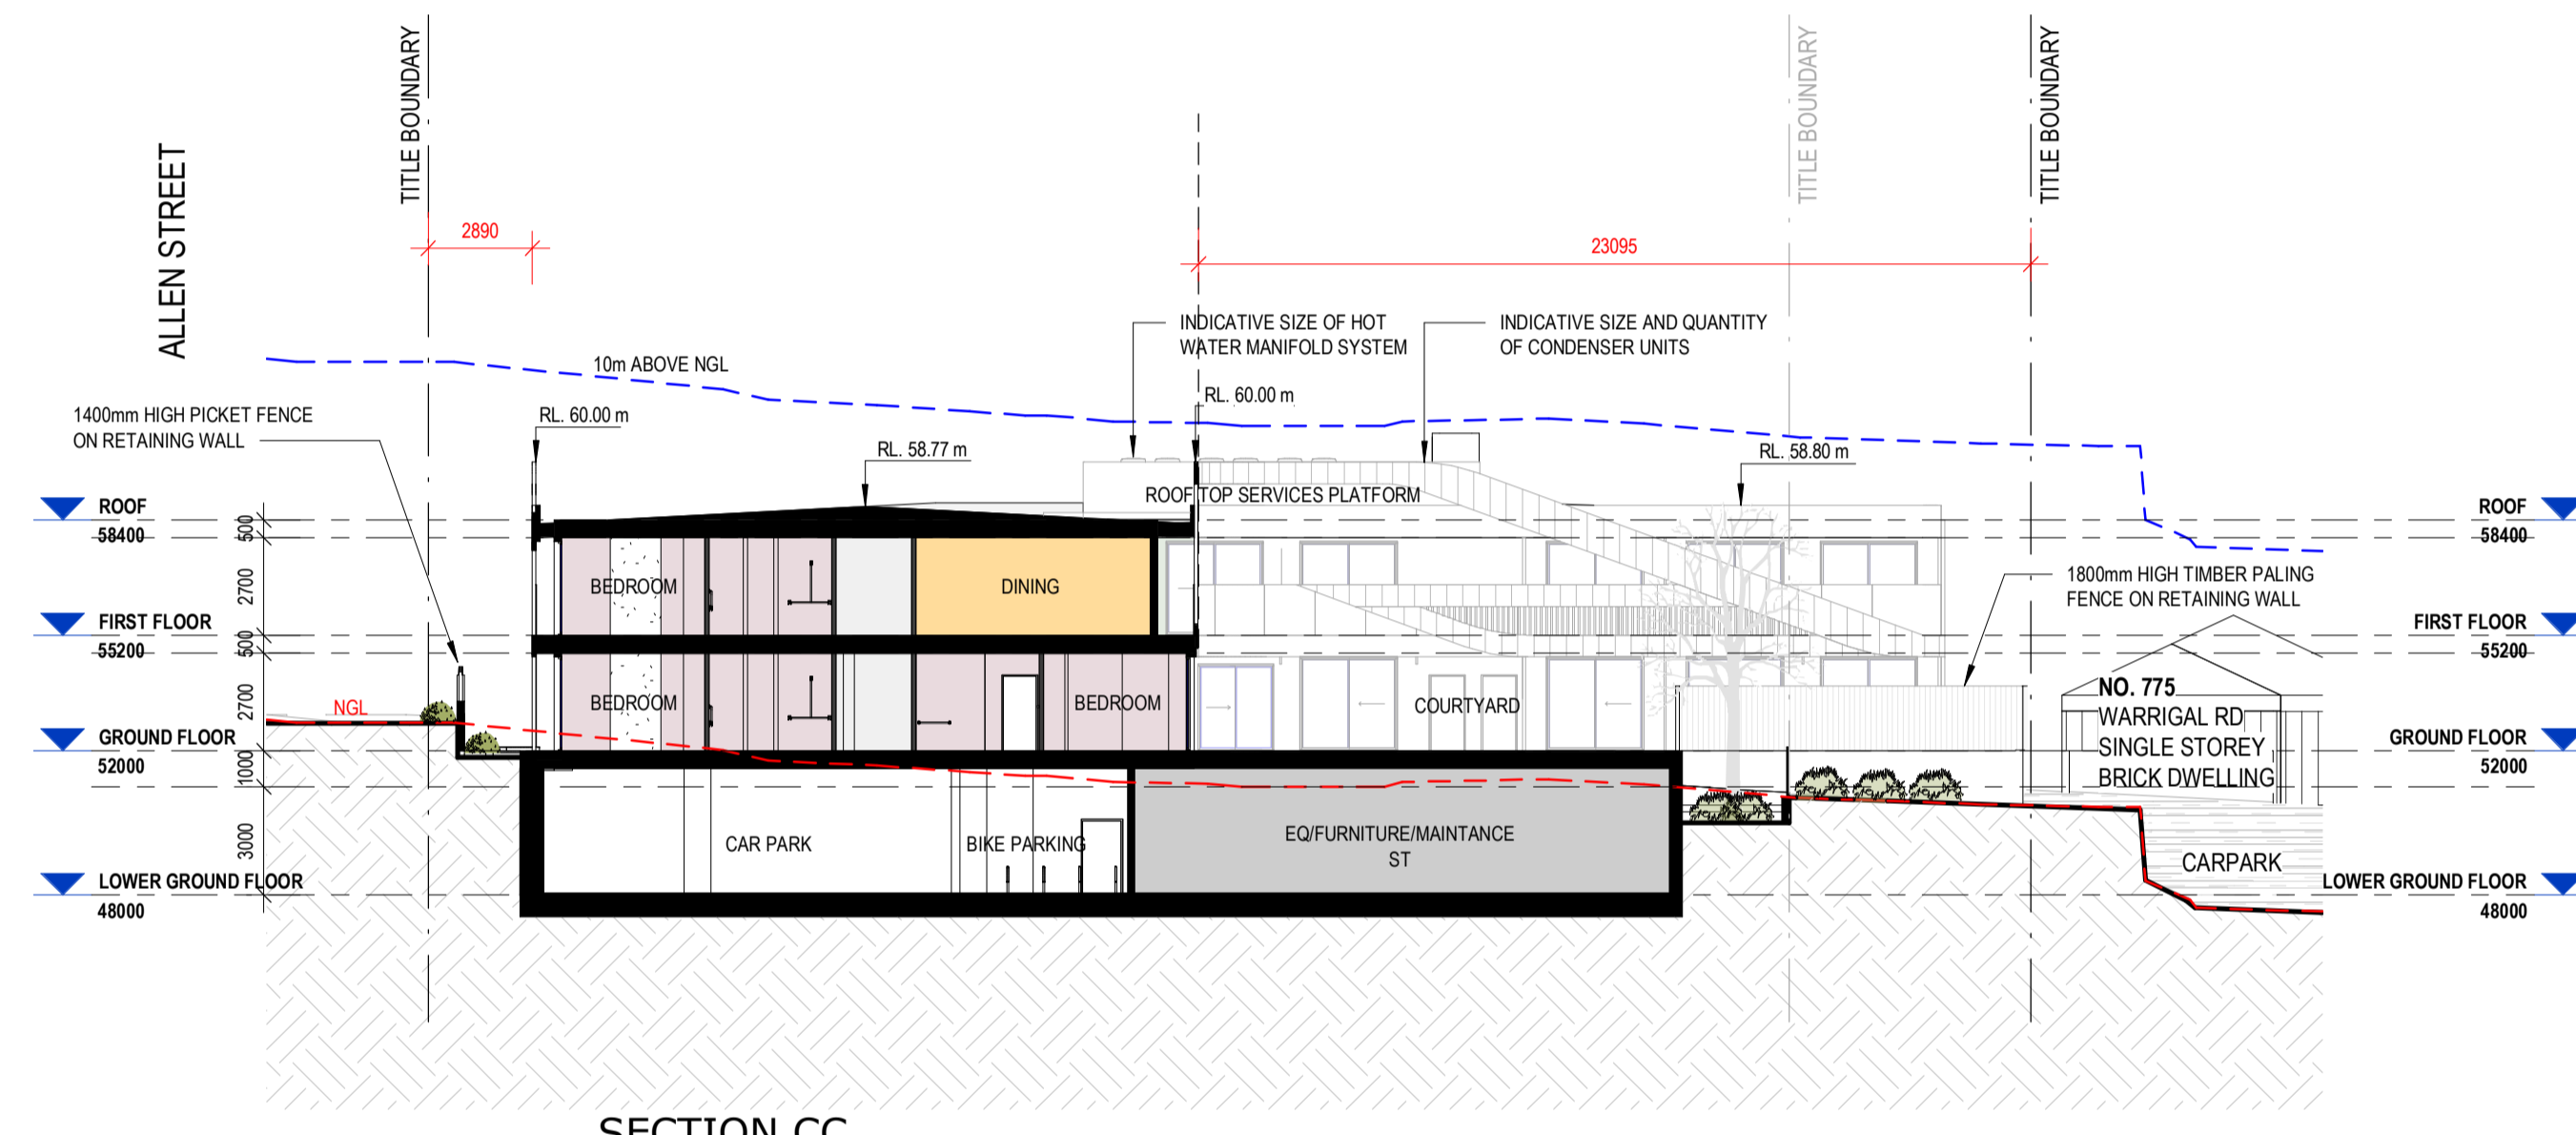 ALLEN STREET
TITLE BOUNDARY
TITLE BOUNDARY
TITLE BOUNDARY
2890
23095
INDICATIVE SIZE OF HOT
WATER MANIFOLD SYSTEM
INDICATIVE SIZE AND QUANTITY
OF CONDENSER UNITS
10m ABOVE NGL
RL. 60.00 m
RL. 60.00 m
1400mm HIGH PICKET FENCE
ON RETAINING WALL
RL. 58.77 m
RL. 58.80 m
ROOF TOP SERVICES PLATFORM
ROOF
58400
500
ROOF
58400
2700
BEDROOM
DINING
1800mm HIGH TIMBER PALING
FENCE ON RETAINING WALL
FIRST FLOOR
55200
500
FIRST FLOOR
55200
2700
NGL
BEDROOM
BEDROOM
COURTYARD
NO. 775
WARRIGAL RD
SINGLE STOREY
BRICK DWELLING
GROUND FLOOR
52000
1000
GROUND FLOOR
52000
3000
CAR PARK
BIKE PARKING
EQ/FURNITURE/MAINTANCE
ST
CARPARK
LOWER GROUND FLOOR
48000
LOWER GROUND FLOOR
48000
SECTION CC